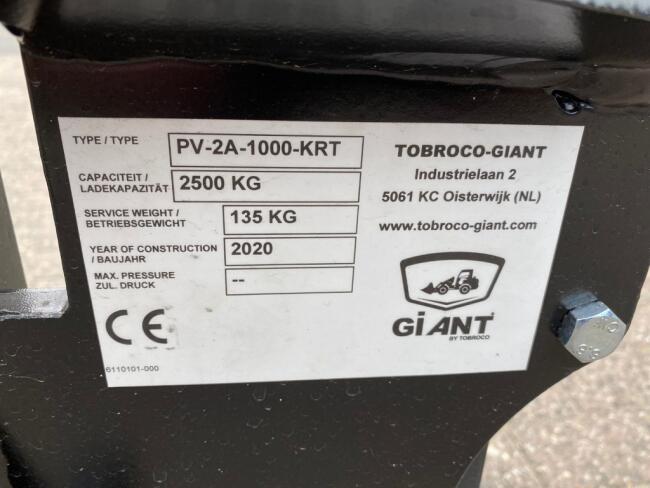 TYPE / TYPE PV-2A-1000-KRT
CAPACITEIT /
LADEKAPAZITÄT 2500 KG
SERVICE WEIGHT /
BETRIEBSGEWICHT 135 KG
YEAR OF CONSTRUCTION
/ BAUJAHR 2020
MAX. PRESSURE
ZUL. DRUCK --
CE
6110101-000
TOBROCO-GIANT
Industrielaan 2
5061 KC Oisterwijk (NL)
www.tobroco-giant.com
GiANT
BY TOBROCO
8.8